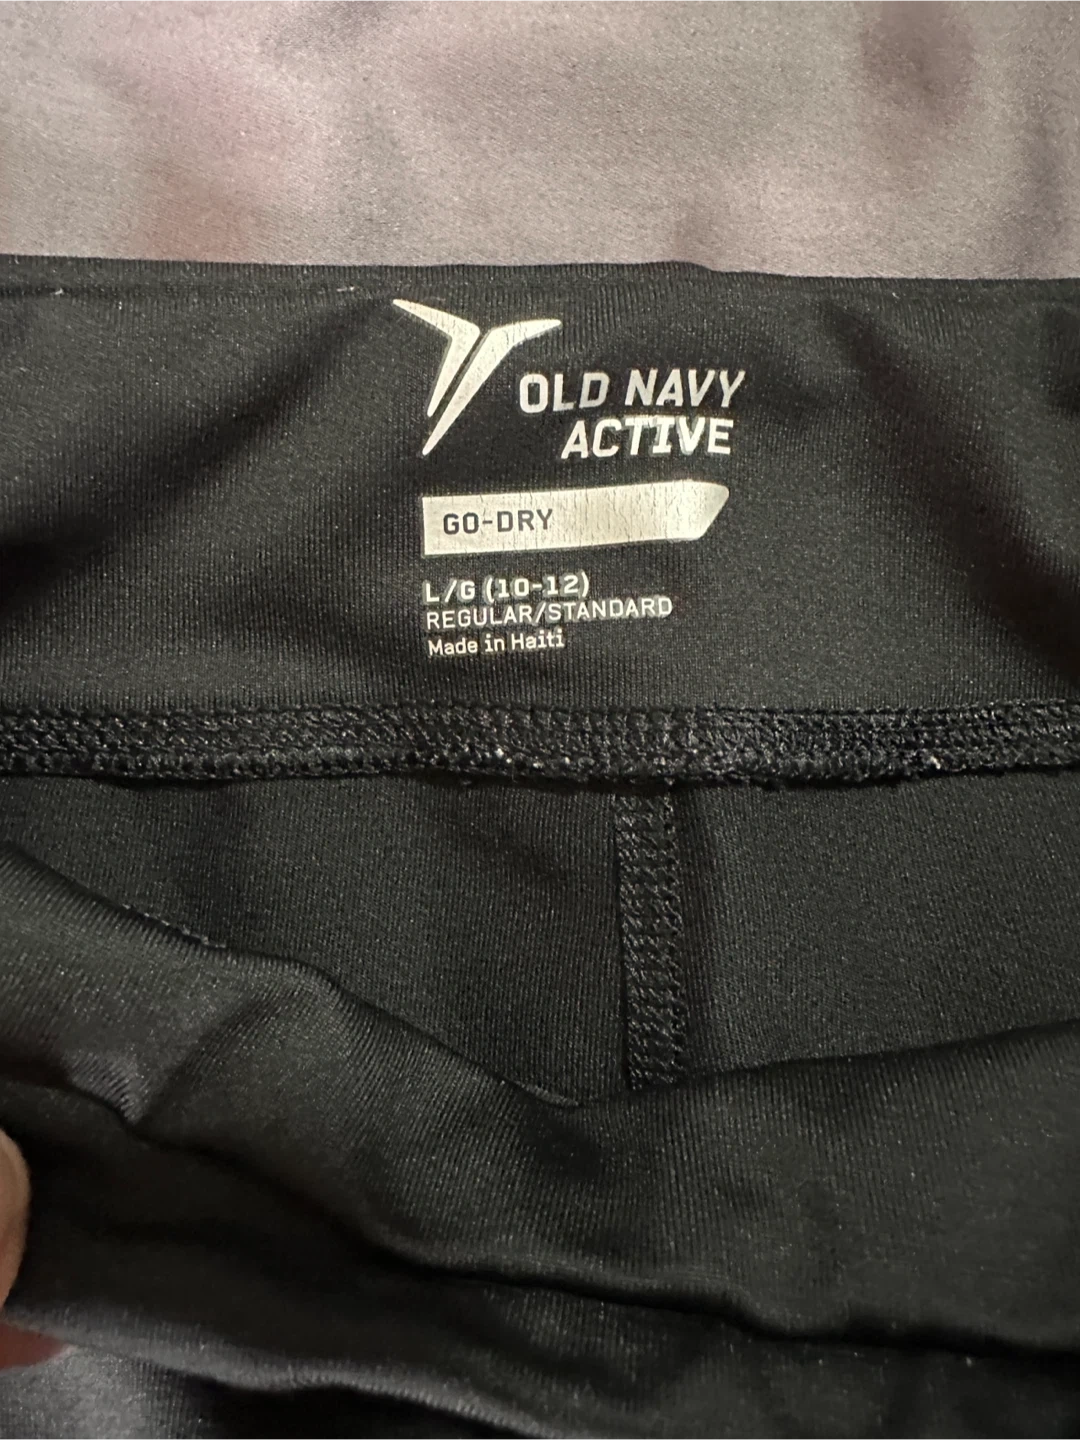 OLD NAVY
ACTIVE
GO-DRY
L/G (10-12)
REGULAR/STANDARD
Made in Haiti